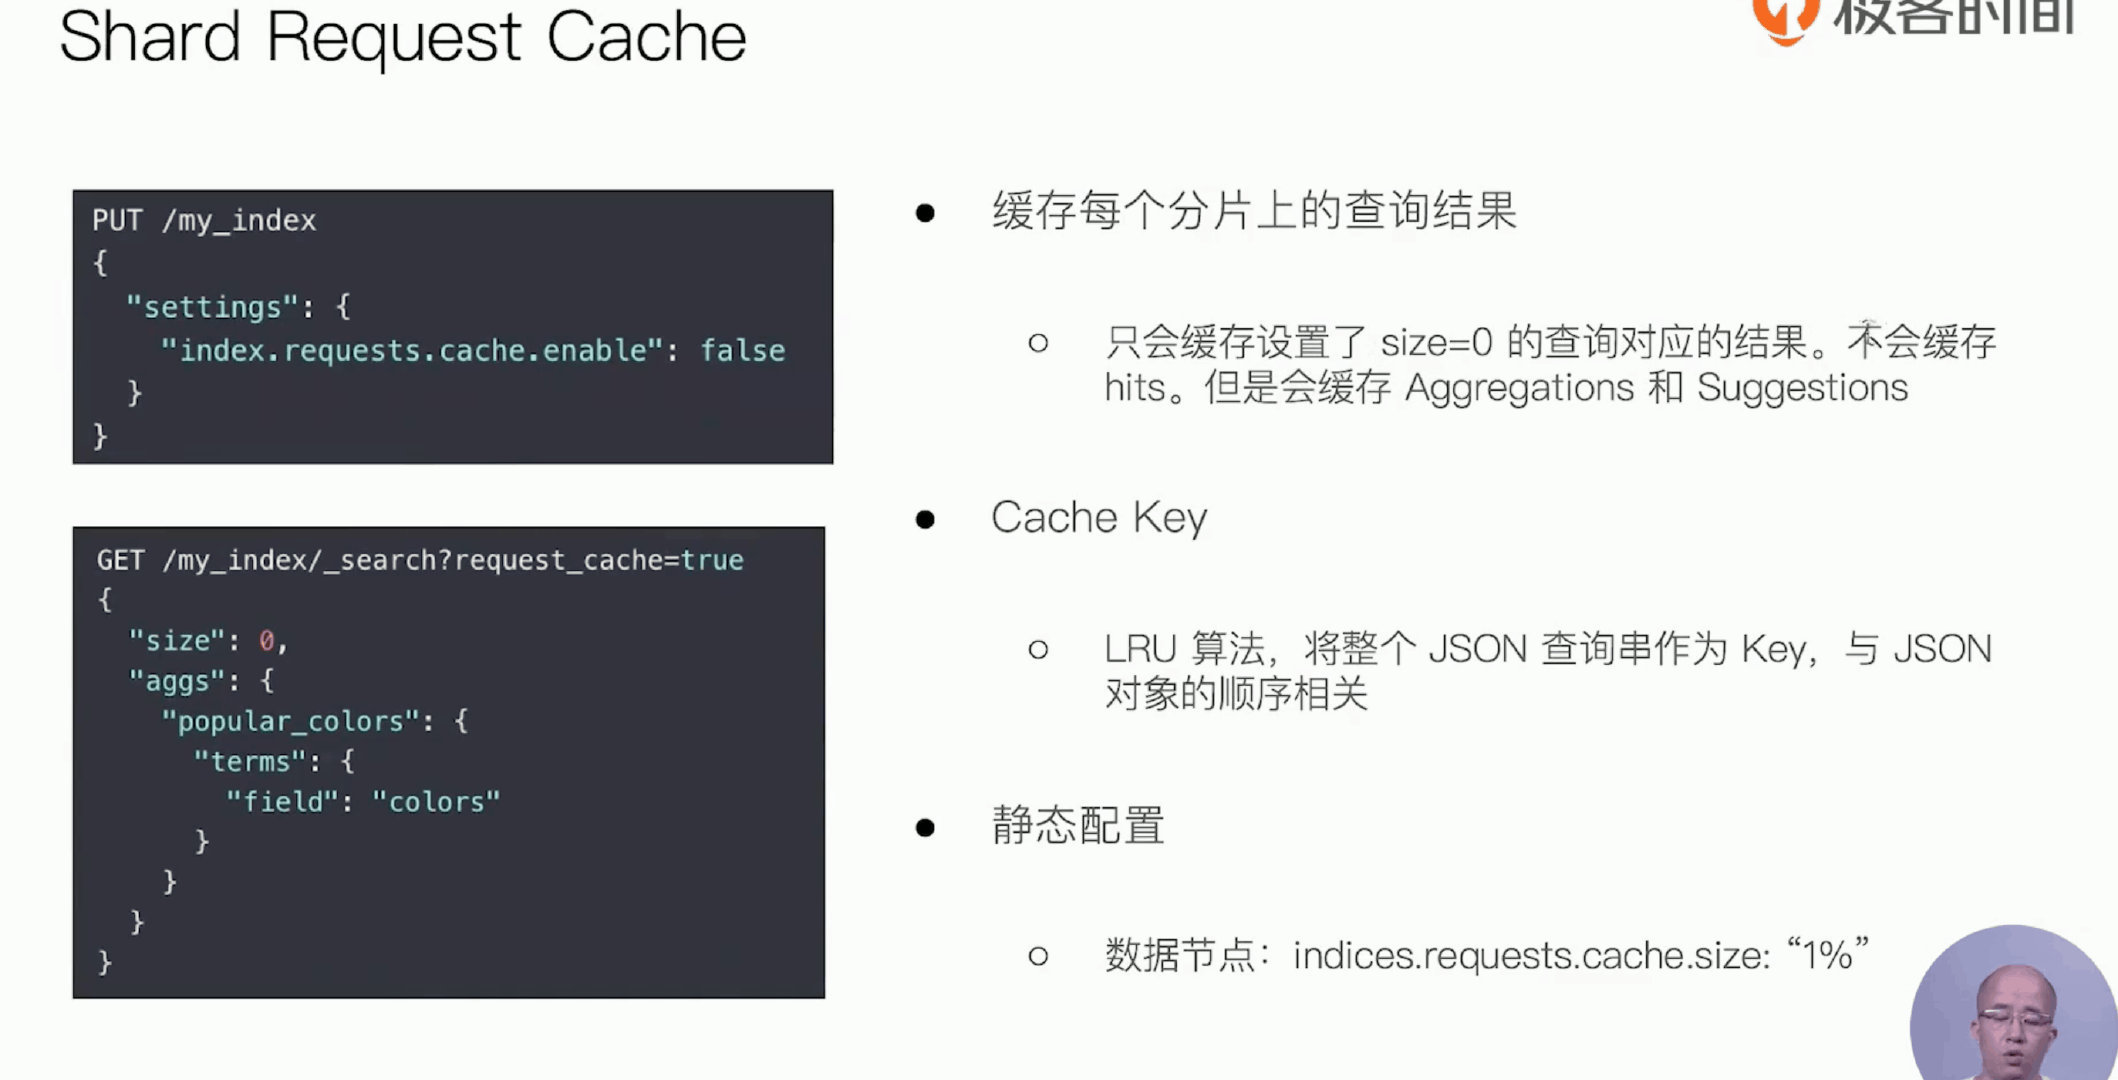 Shard Request Cache
极客时间
PUT /my_index
{
  "settings": {
    "index.requests.cache.enable": false
  }
}
GET /my_index/_search?request_cache=true
{
  "size": 0,
  "aggs": {
    "popular_colors": {
      "terms": {
        "field": "colors"
      }
    }
  }
}
● 缓存每个分片上的查询结果
○ 只会缓存设置了 size=0 的查询对应的结果。不会缓存
hits。但是会缓存 Aggregations 和 Suggestions
● Cache Key
○ LRU 算法，将整个 JSON 查询串作为 Key，与 JSON
对象的顺序相关
● 静态配置
○ 数据节点：indices.requests.cache.size: “1%”